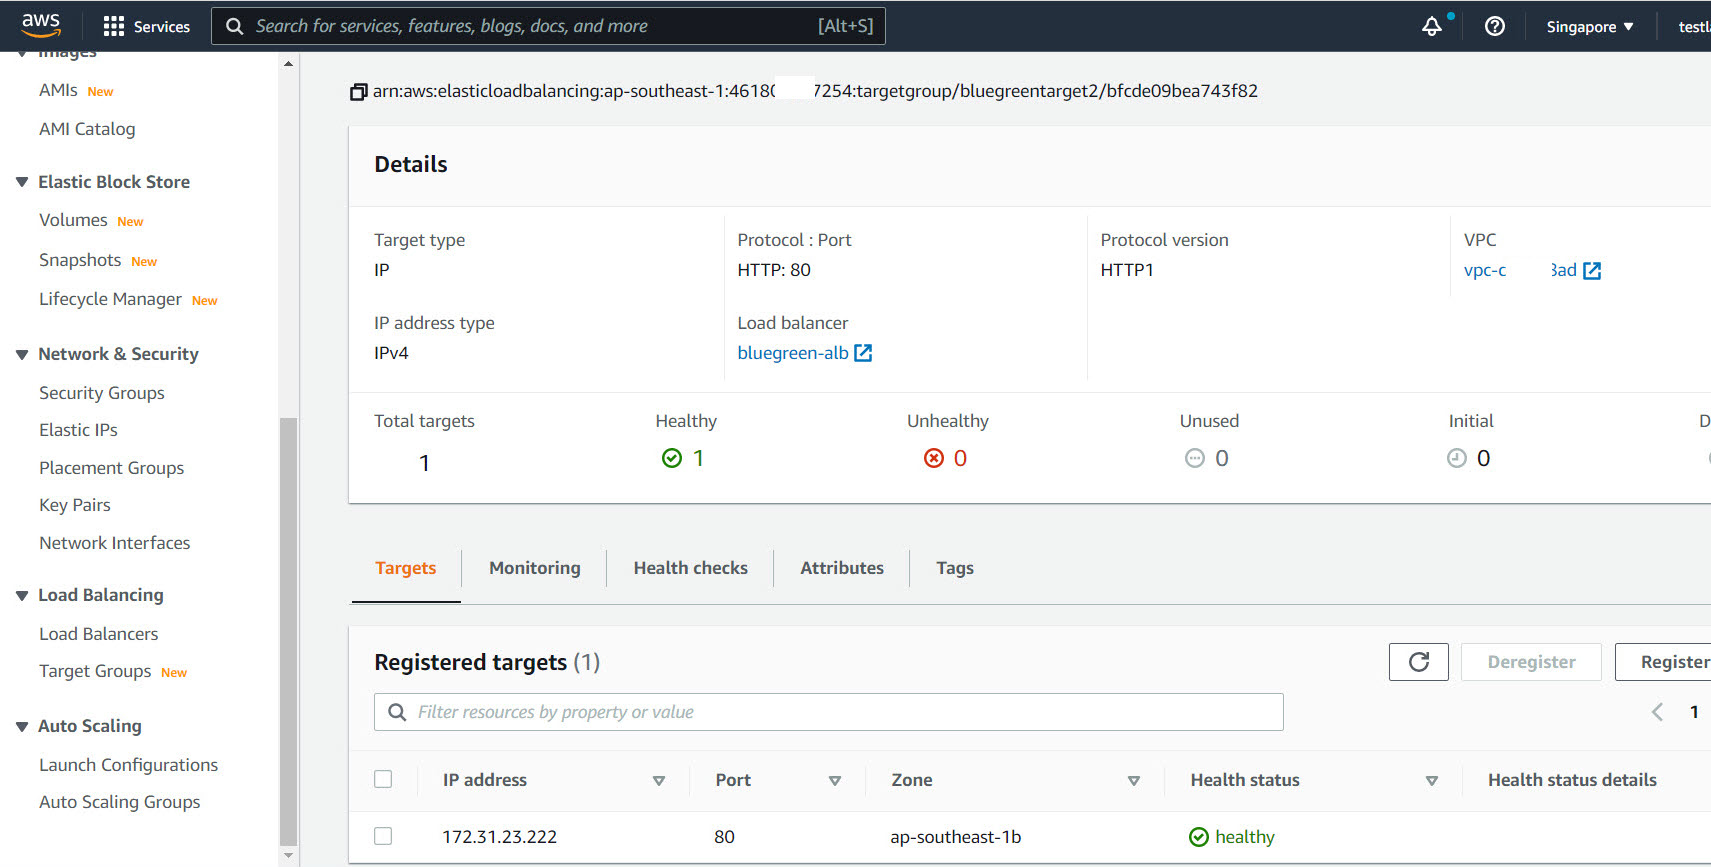 aws Services Search for services, features, blogs, docs, and more [Alt+S] Singapore
Images
AMIs New
AMI Catalog
Elastic Block Store
Volumes New
Snapshots New
Lifecycle Manager New
Network & Security
Security Groups
Elastic IPs
Placement Groups
Key Pairs
Network Interfaces
Load Balancing
Load Balancers
Target Groups New
Auto Scaling
Launch Configurations
Auto Scaling Groups
arn:aws:elasticloadbalancing:ap-southeast-1:46180 7254:targetgroup/bluegreentarget2/bfcde09bea743f82
Details
Target type
IP
Protocol : Port
HTTP: 80
Protocol version
HTTP1
VPC
vpc-c 3ad
IP address type
IPv4
Load balancer
bluegreen-alb
Total targets Healthy Unhealthy Unused Initial D
1 1 0 0 0
Targets Monitoring Health checks Attributes Tags
Registered targets (1) Deregister Register
Filter resources by property or value 1
IP address Port Zone Health status Health status details
172.31.23.222 80 ap-southeast-1b healthy